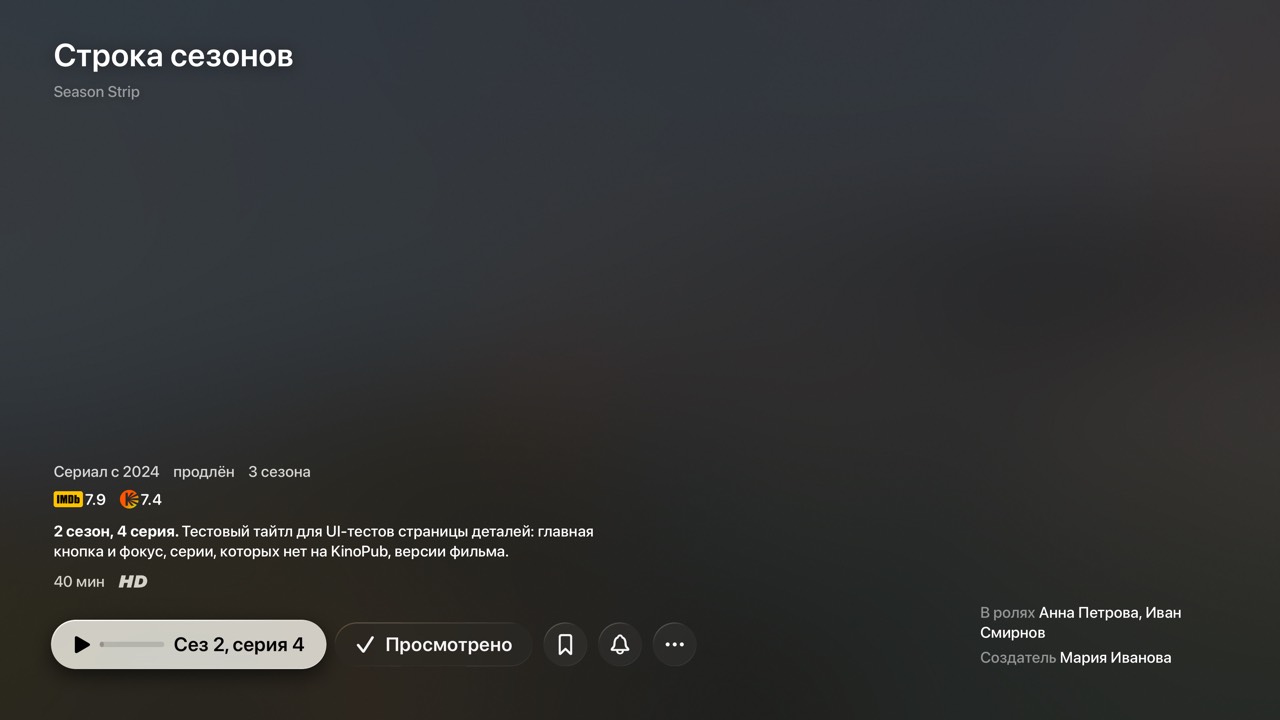 Строка сезонов
Season Strip
Сериал с 2024 продлён 3 сезона
IMDb 7.9 7.4
2 сезон, 4 серия. Тестовый тайтл для UI-тестов страницы деталей: главная
кнопка и фокус, серии, которых нет на KinoPub, версии фильма.
40 мин HD
Сез 2, серия 4 Просмотрено
В ролях Анна Петрова, Иван
Смирнов
Создатель Мария Иванова